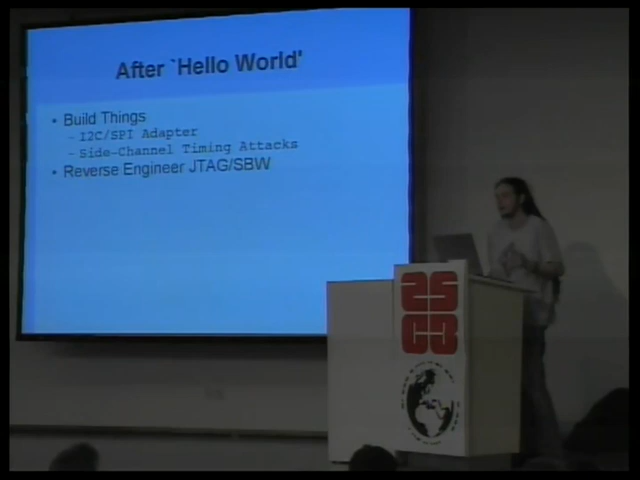 After `Hello World'
• Build Things
– I2C/SPI Adapter
– Side-Channel Timing Attacks
• Reverse Engineer JTAG/SBW
25
C3